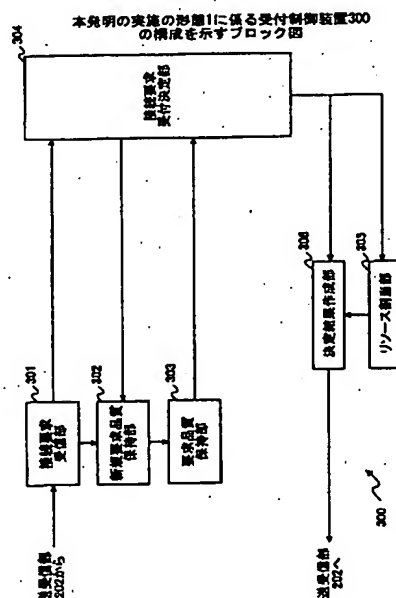 本発明の実施の形態1に係る受付制御装置300
の構成を示すブロック図
304
接続要求
受付決定部
301
接続要求
受信部
302
新規要求品質
保持部
303
要求品質
保持部
306
決定結果作成部
305
リソース制御部
送受信部
202から
送受信部
202へ
300